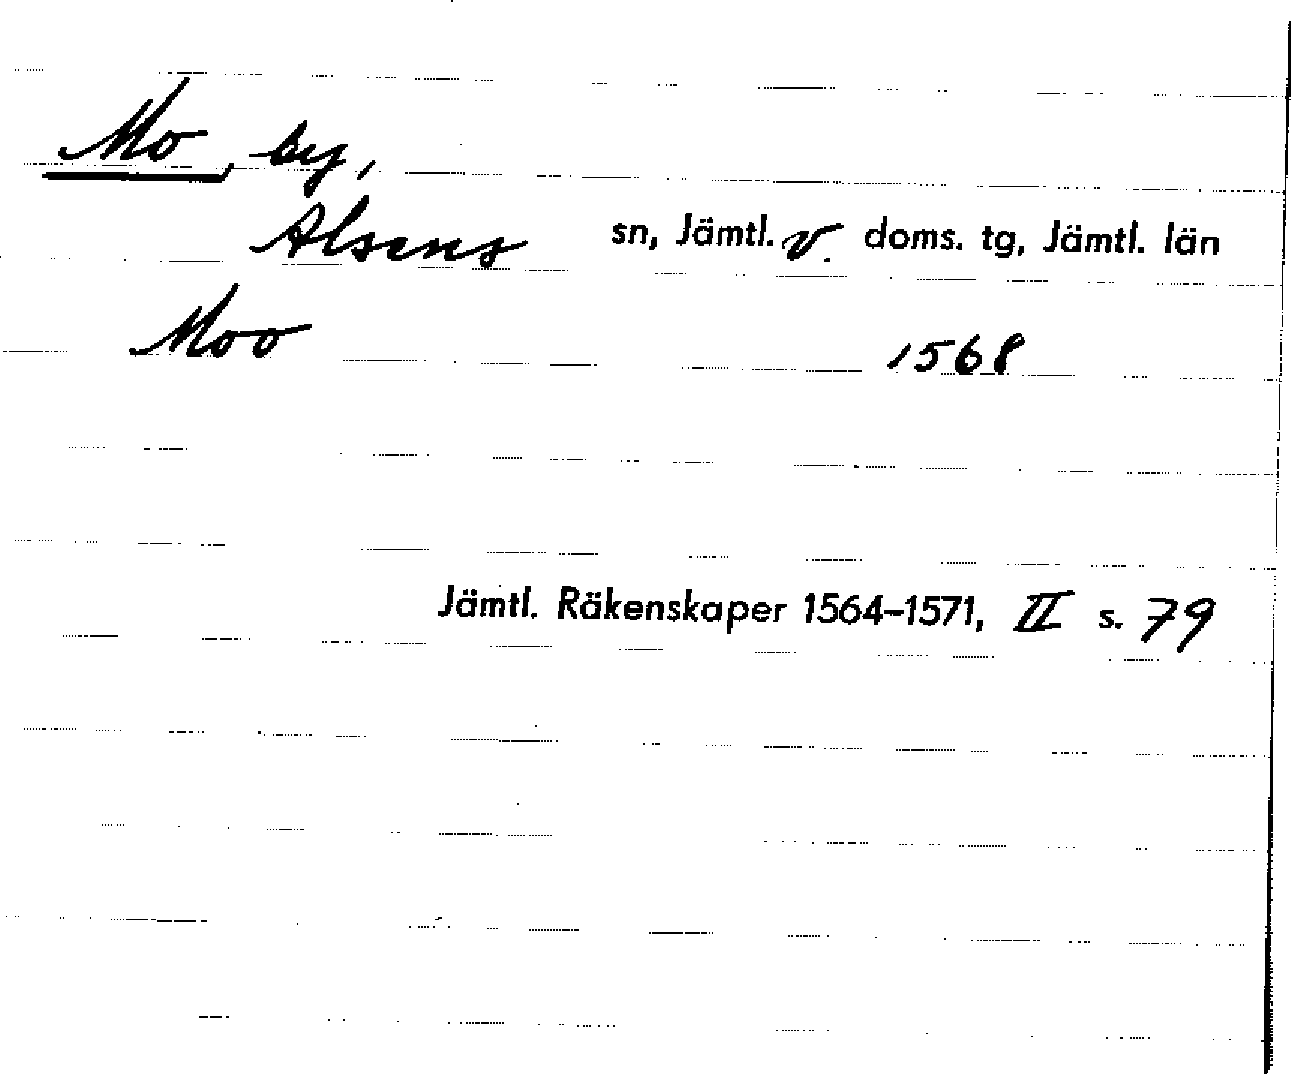 Mo, by,
Alsens sn, Jämtl. v. doms. tg, Jämtl. län
Moo 1568
Jämtl. Räkenskaper 1564–1571, II s. 79